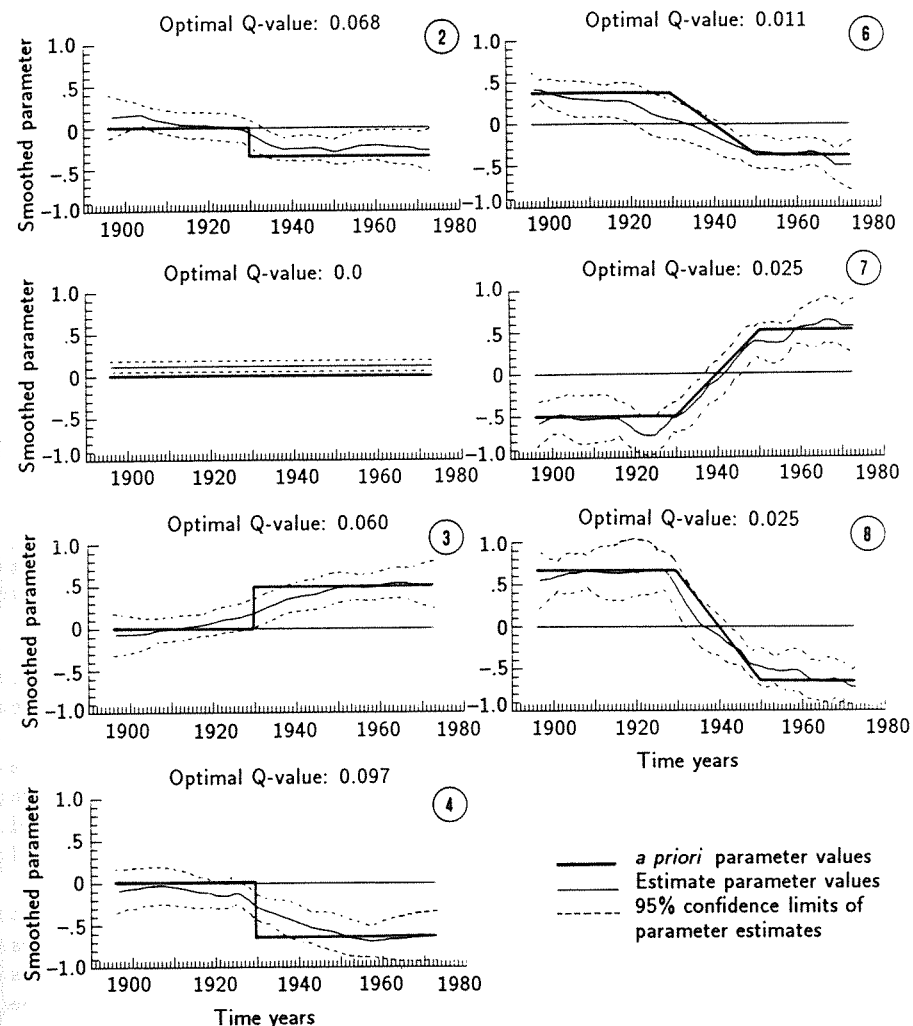 Optimal Q-value: 0.068
2
Smoothed parameter
1.0
.5
0
-.5
-1.0
1900 1920 1940 1960 1980
Optimal Q-value: 0.0
Smoothed parameter
1.0
.5
0
-.5
-1.0
1900 1920 1940 1960 1980
Optimal Q-value: 0.060
3
Smoothed parameter
1.0
.5
0
-.5
-1.0
1900 1920 1940 1960 1980
Optimal Q-value: 0.097
4
Smoothed parameter
1.0
.5
0
-.5
-1.0
1900 1920 1940 1960 1980
Time years
Optimal Q-value: 0.011
6
1.0
.5
0
-.5
-1.0
1900 1920 1940 1960 1980
Optimal Q-value: 0.025
7
1.0
.5
0
-.5
-1.0
1900 1920 1940 1960 1980
Optimal Q-value: 0.025
8
1.0
.5
0
-.5
-1.0
1900 1920 1940 1960 1980
Time years
a priori parameter values
Estimate parameter values
95% confidence limits of
parameter estimates